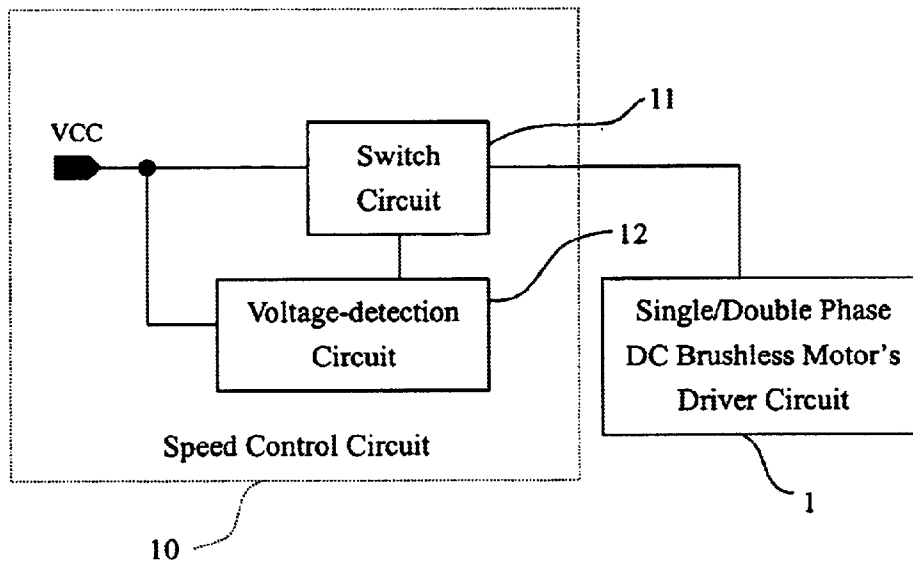 11
VCC
Switch
Circuit
12
Voltage-detection
Circuit
Single/Double Phase
DC Brushless Motor's
Driver Circuit
Speed Control Circuit
1
10